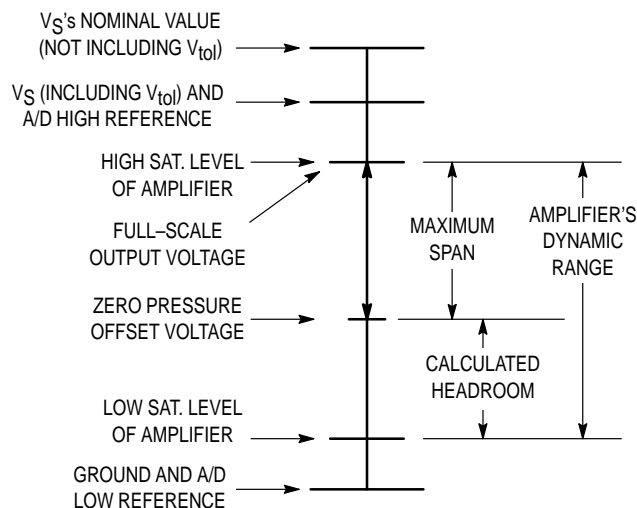 VS's NOMINAL VALUE
(NOT INCLUDING Vtol)
VS (INCLUDING Vtol) AND
A/D HIGH REFERENCE
HIGH SAT. LEVEL
OF AMPLIFIER
FULL–SCALE
OUTPUT VOLTAGE
ZERO PRESSURE
OFFSET VOLTAGE
LOW SAT. LEVEL
OF AMPLIFIER
GROUND AND A/D
LOW REFERENCE
MAXIMUM
SPAN
AMPLIFIER'S
DYNAMIC
RANGE
CALCULATED
HEADROOM